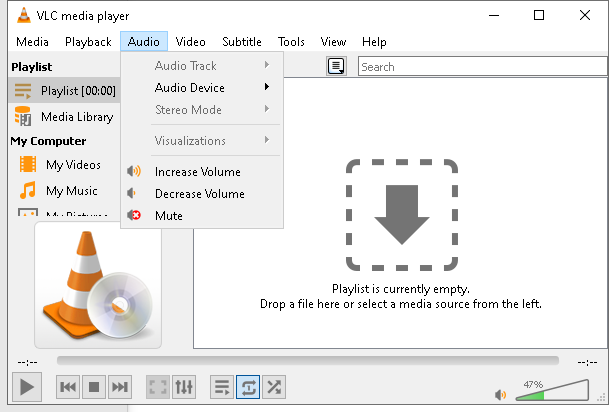 VLC media player
Media Playback Audio Video Subtitle Tools View Help
Playlist
Playlist [00:00]
Media Library
My Computer
My Videos
My Music
My Pictures
Audio Track
Audio Device
Stereo Mode
Visualizations
Increase Volume
Decrease Volume
Mute
Search
Playlist is currently empty.
Drop a file here or select a media source from the left.
--:-- --:--
47%